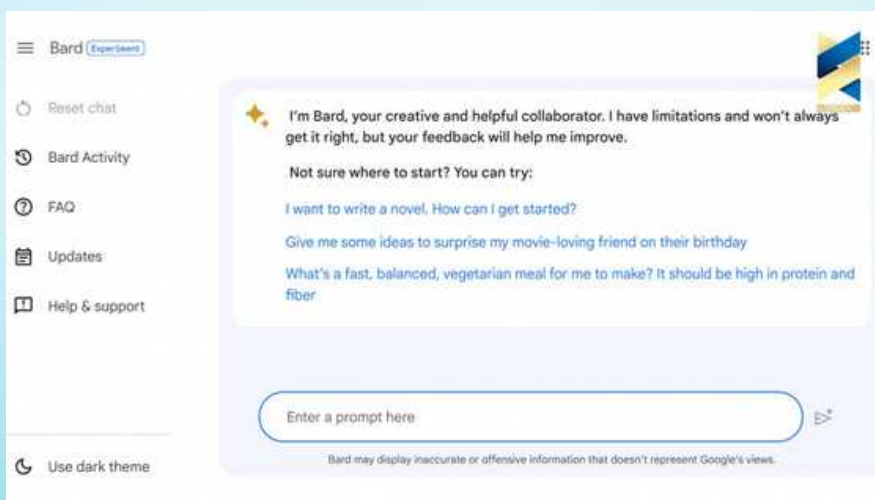 Bard Experiment
Reset chat
Bard Activity
FAQ
Updates
Help & support
Use dark theme
I'm Bard, your creative and helpful collaborator. I have limitations and won't always
get it right, but your feedback will help me improve.
Not sure where to start? You can try:
I want to write a novel. How can I get started?
Give me some ideas to surprise my movie-loving friend on their birthday
What's a fast, balanced, vegetarian meal for me to make? It should be high in protein and
fiber
Enter a prompt here
Bard may display inaccurate or offensive information that doesn't represent Google's views.